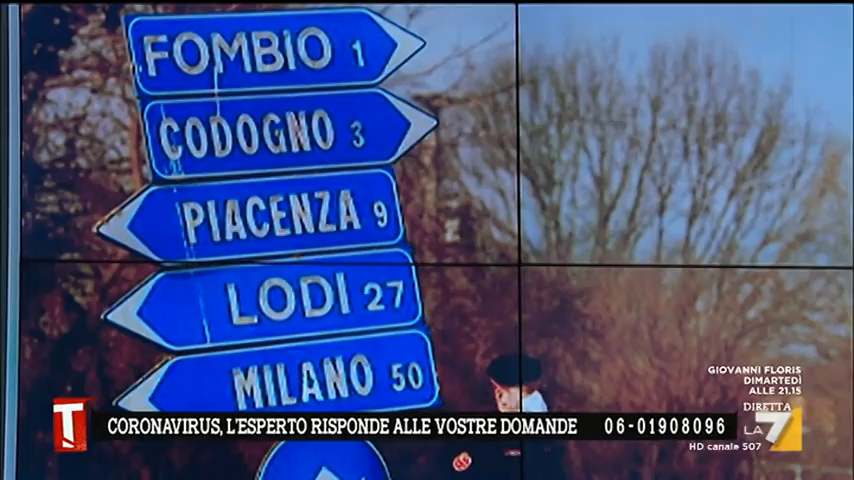 FOMBIO 1
CODOGNO 3
PIACENZA 9
LODI 27
MILANO 50
GIOVANNI FLORIS
DIMARTEDÌ
ALLE 21.15
DIRETTA
LA7
HD canale 507
T
CORONAVIRUS, L'ESPERTO RISPONDE ALLE VOSTRE DOMANDE 06-01908096